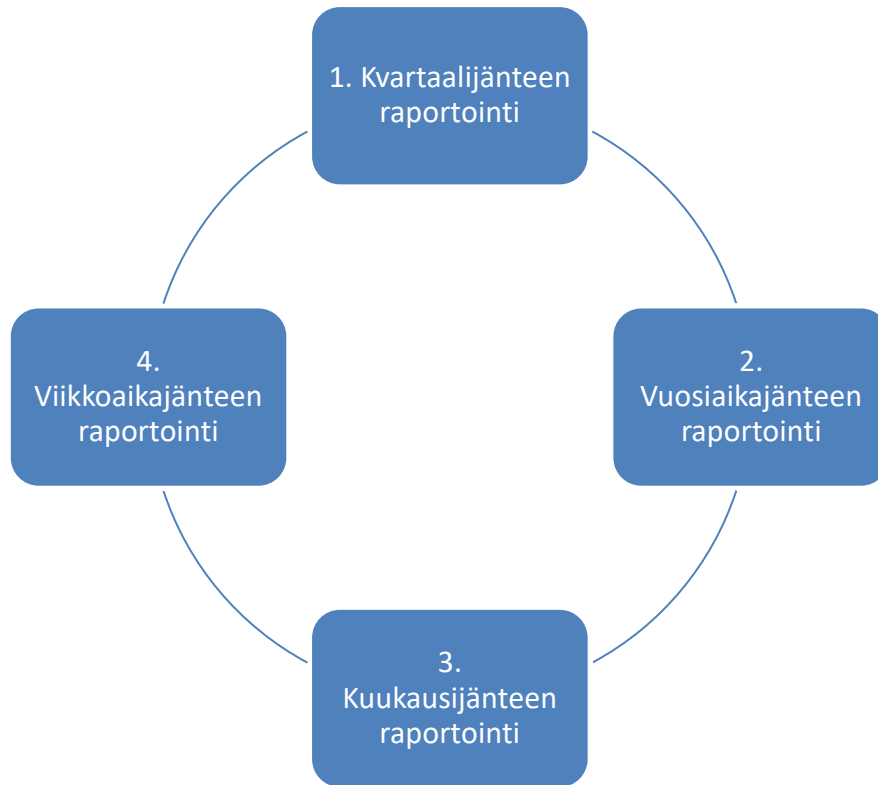 1. Kvartaalijänteen
raportointi
2.
Vuosiaikajänteen
raportointi
3.
Kuukausijänteen
raportointi
4.
Viikkoaikajänteen
raportointi